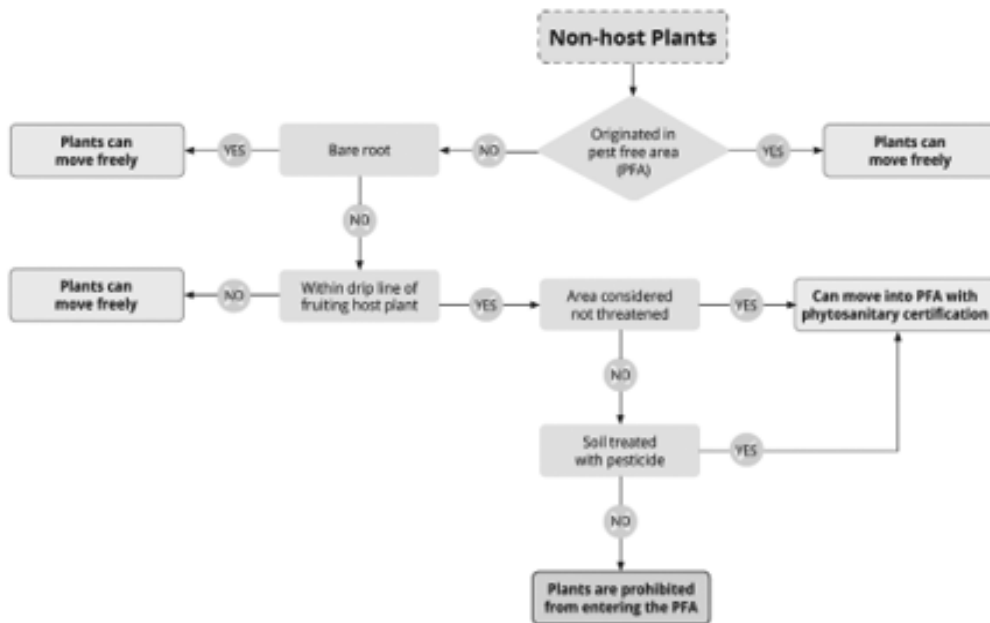 Non-host Plants
Plants can
move freely
YES
Bare root
NO
Originated in
pest free area
(PFA)
YES
Plants can
move freely
NO
Plants can
move freely
NO
Within drip line of
fruiting host plant
YES
Area considered
not threatened
YES
Can move into PFA with
phytosanitary certification
NO
Soil treated
with pesticide
YES
NO
Plants are prohibited
from entering the PFA